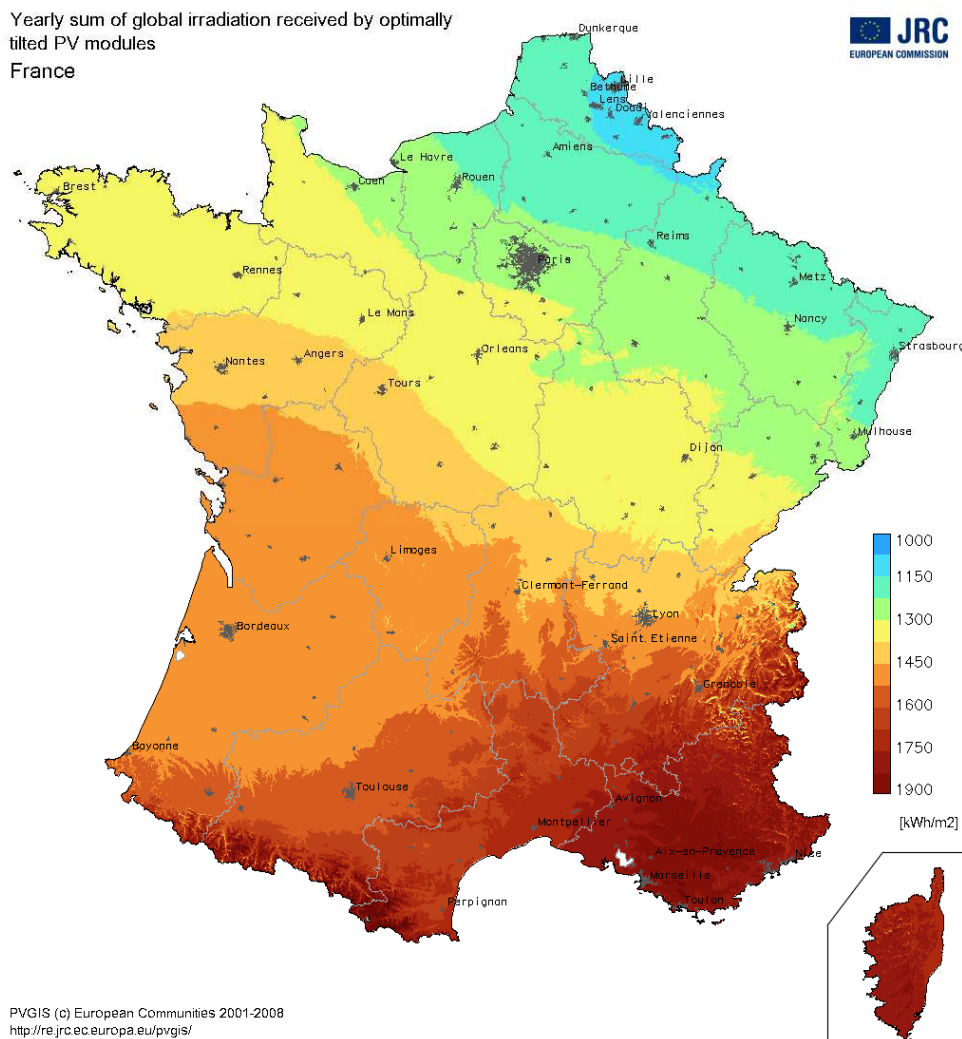 Yearly sum of global irradiation received by optimally
tilted PV modules
France
JRC
EUROPEAN COMMISSION
Dunkerque
Lille
Bethune
Lens
Douai
Valenciennes
Amiens
Le Havre
Rouen
Caen
Brest
Reims
Paris
Metz
Rennes
Le Mans
Nancy
Strasbourg
Orleans
Angers
Nantes
Tours
Mulhouse
Dijon
Limoges
Clermont-Ferrand
Lyon
Bordeaux
Saint Etienne
Grenoble
Bayonne
Toulouse
Avignon
Montpellier
Aix-en-Provence
Nice
Marseille
Toulon
Perpignan
1000
1150
1300
1450
1600
1750
1900
[kWh/m2]
PVGIS (c) European Communities 2001-2008
http://re.jrc.ec.europa.eu/pvgis/